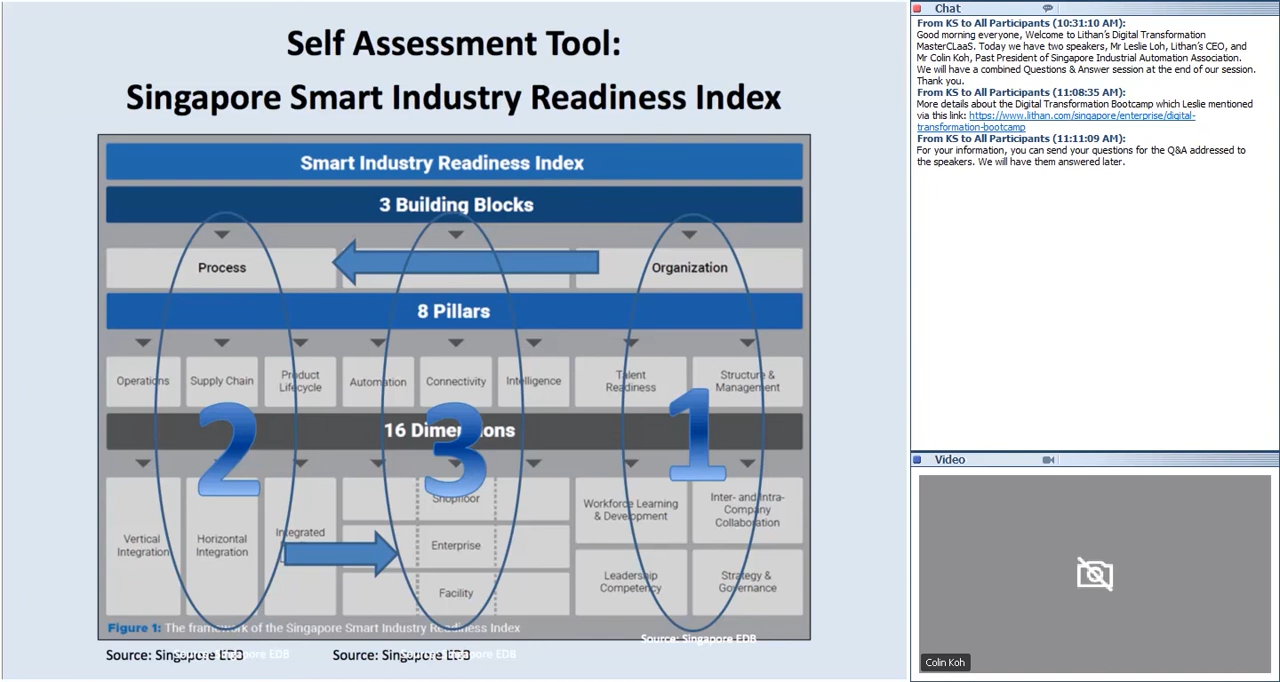 Self Assessment Tool:
Singapore Smart Industry Readiness Index
Smart Industry Readiness Index
3 Building Blocks
Process
Organization
8 Pillars
Operations
Supply Chain
Product
Lifecycle
Automation
Connectivity
Intelligence
Talent
Readiness
Structure &
Management
16 Dimensions
2
3
1
Vertical
Integration
Horizontal
Integration
Integrated
Shopfloor
Enterprise
Facility
Workforce Learning
& Development
Inter- and Intra-
Company
Collaboration
Leadership
Competency
Strategy &
Governance
Figure 1: The framework of the Singapore Smart Industry Readiness Index
Source: Singapore EDB
Source: Singapore EDB
Source: Singapore EDB
Chat
From KS to All Participants (10:31:10 AM):
Good morning everyone, Welcome to Lithan's Digital Transformation
MasterCLaaS. Today we have two speakers, Mr Leslie Loh, Lithan's CEO, and
Mr Colin Koh, Past President of Singapore Industrial Automation Association.
We will have a combined Questions & Answer session at the end of our session.
Thank you.
From KS to All Participants (11:08:35 AM):
More details about the Digital Transformation Bootcamp which Leslie mentioned
via this link: https://www.lithan.com/singapore/enterprise/digital-
transformation-bootcamp
From KS to All Participants (11:11:09 AM):
For your information, you can send your questions for the Q&A addressed to
the speakers. We will have them answered later.
Video
Colin Koh